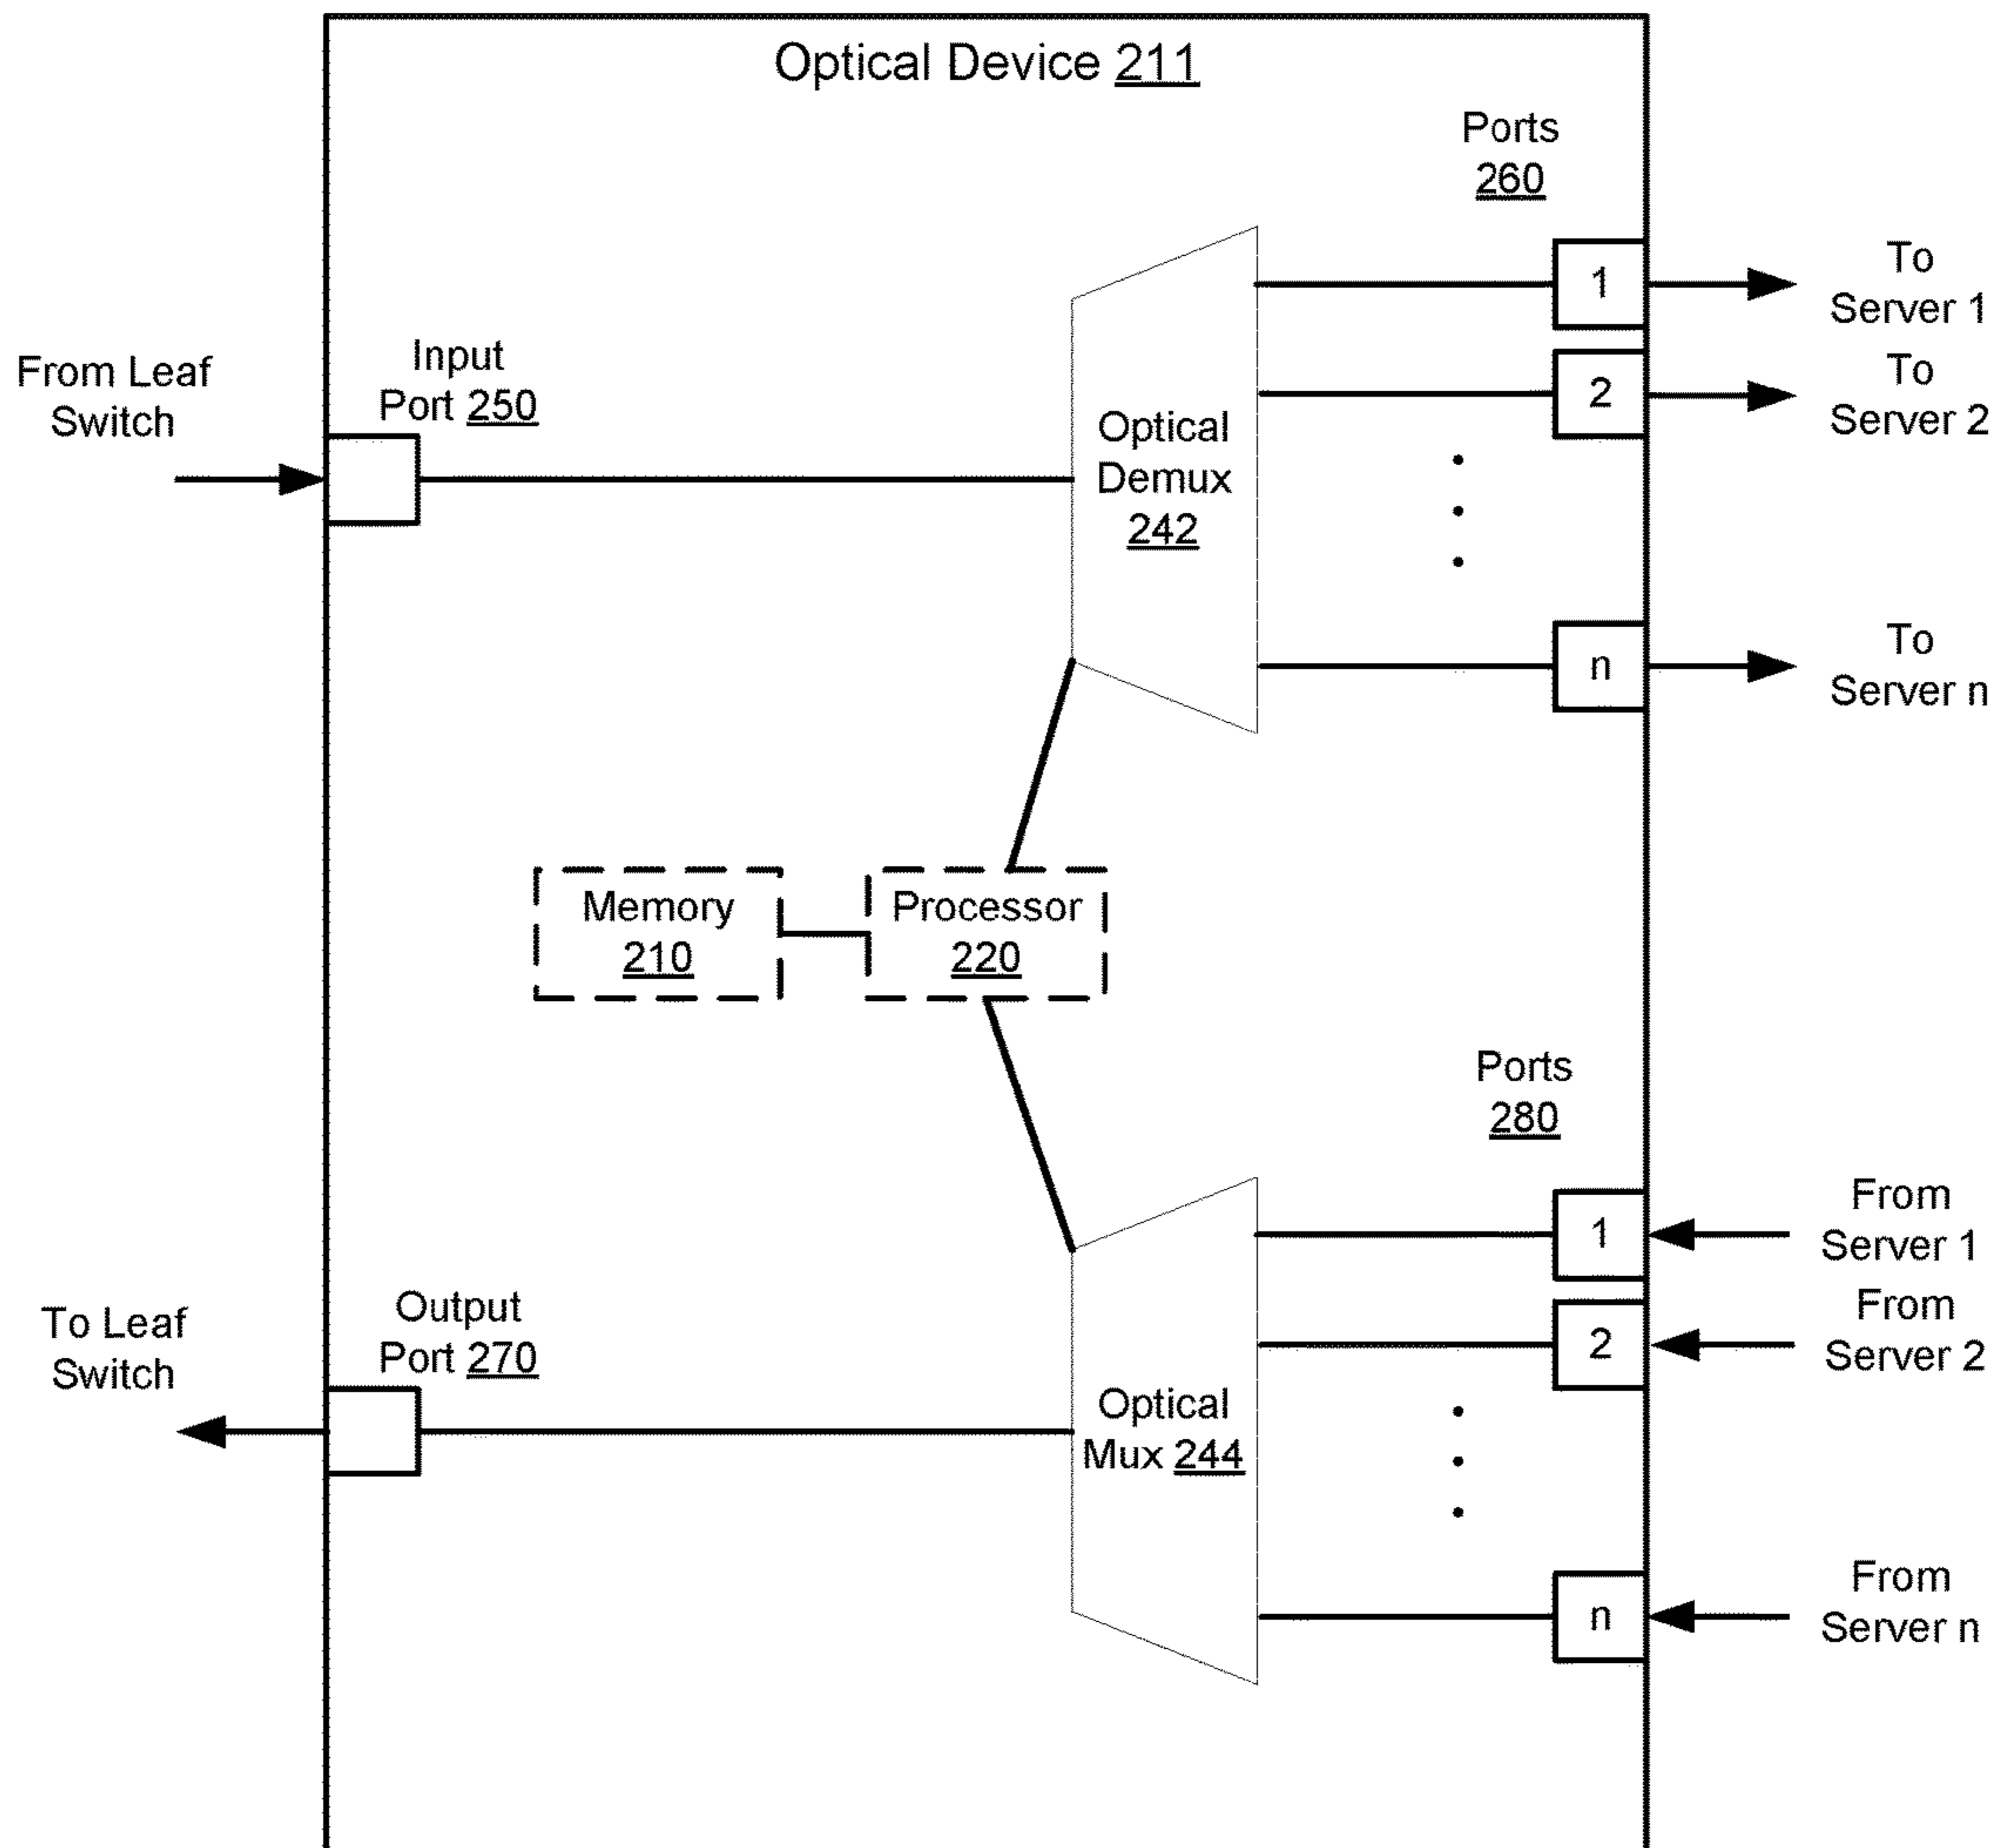 Optical Device 211
Ports
260
1
To
Server 1
2
To
Server 2
n
To
Server n
From Leaf
Switch
Input
Port 250
Optical
Demux
242
Memory
210
Processor
220
Ports
280
1
From
Server 1
2
From
Server 2
n
From
Server n
To Leaf
Switch
Output
Port 270
Optical
Mux 244